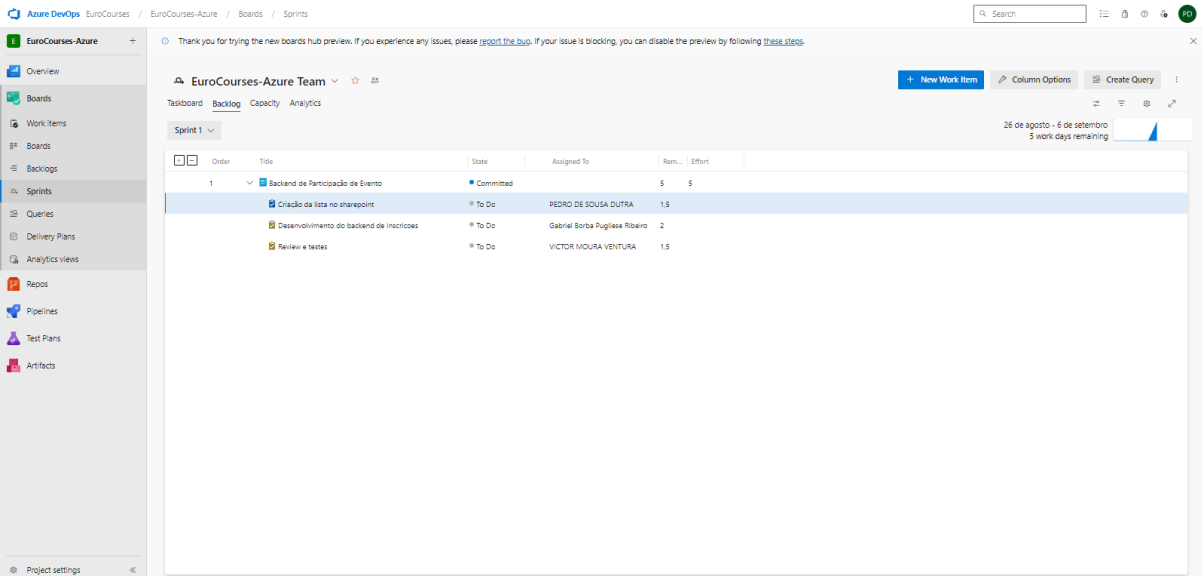 Azure DevOps EuroCourses / EuroCourses-Azure / Boards / Sprints Search PD
E EuroCourses-Azure +
Thank you for trying the new boards hub preview. If you experience any issues, please report the bug. If your issue is blocking, you can disable the preview by following these steps.
Overview
Boards
Work items
Boards
Backlogs
Sprints
Queries
Delivery Plans
Analytics views
Repos
Pipelines
Test Plans
Artifacts
Project settings
EuroCourses-Azure Team
+ New Work Item Column Options Create Query
Taskboard Backlog Capacity Analytics
Sprint 1
26 de agosto - 6 de setembro
5 work days remaining
Order Title State Assigned To Rem... Effort
1 Backend de Participação de Evento Committed 5 5
Criação da lista no sharepoint To Do PEDRO DE SOUSA DUTRA 1,5
Desenvolvimento do backend de inscricoes To Do Gabriel Borba Pugliese Ribeiro 2
Review e testes To Do VICTOR MOURA VENTURA 1,5